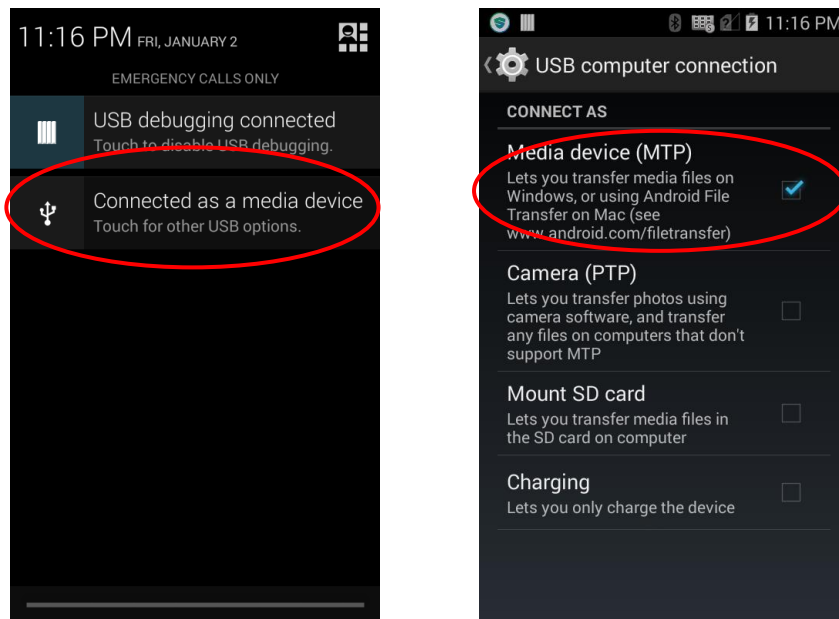 11:16 PM FRI, JANUARY 2
EMERGENCY CALLS ONLY
USB debugging connected
Touch to disable USB debugging.
Connected as a media device
Touch for other USB options.
11:16 PM
USB computer connection
CONNECT AS
Media device (MTP)
Lets you transfer media files on
Windows, or using Android File
Transfer on Mac (see
www.android.com/filetransfer)
Camera (PTP)
Lets you transfer photos using
camera software, and transfer
any files on computers that don't
support MTP
Mount SD card
Lets you transfer media files in
the SD card on computer
Charging
Lets you only charge the device